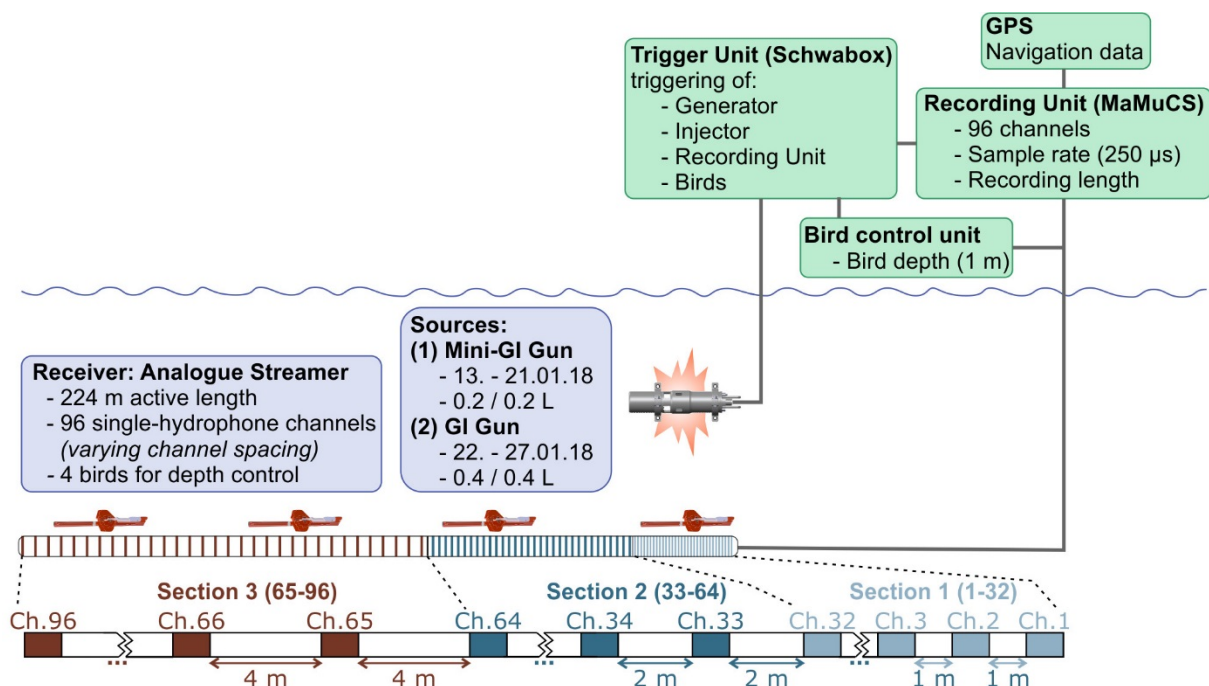 GPS
Navigation data
Trigger Unit (Schwabox)
triggering of:
- Generator
- Injector
- Recording Unit
- Birds
Recording Unit (MaMuCS)
- 96 channels
- Sample rate (250 µs)
- Recording length
Bird control unit
- Bird depth (1 m)
Sources:
(1) Mini-GI Gun
- 13. - 21.01.18
- 0.2 / 0.2 L
(2) GI Gun
- 22. - 27.01.18
- 0.4 / 0.4 L
Receiver: Analogue Streamer
- 224 m active length
- 96 single-hydrophone channels
(varying channel spacing)
- 4 birds for depth control
Section 3 (65-96)
Section 2 (33-64)
Section 1 (1-32)
Ch.96 Ch.66 Ch.65 Ch.64 Ch.34 Ch.33 Ch.32 Ch.3 Ch.2 Ch.1
... 4 m 4 m ... 2 m 2 m ... 1 m 1 m